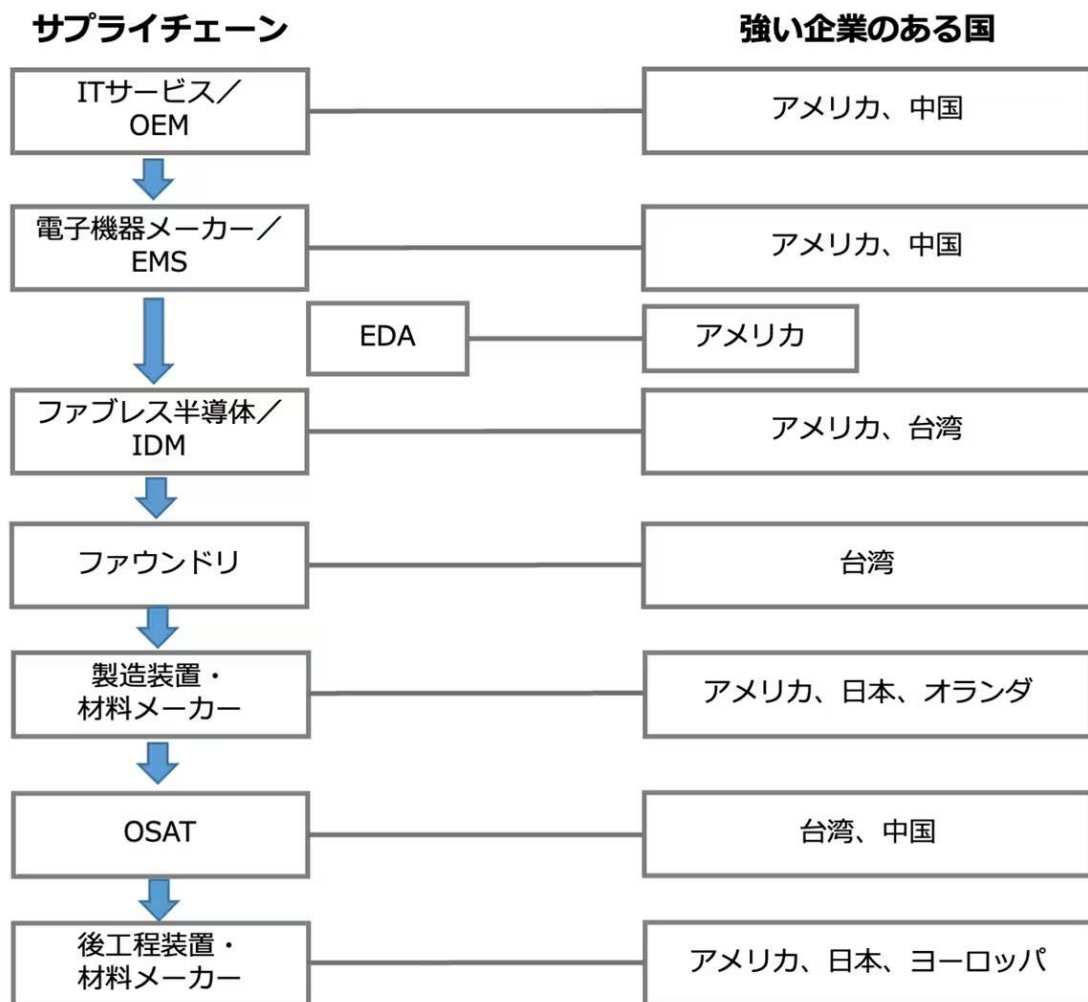 サプライチェーン
強い企業のある国
ITサービス／
OEM
アメリカ、中国
電子機器メーカー／
EMS
アメリカ、中国
EDA
アメリカ
ファブレス半導体／
IDM
アメリカ、台湾
ファウンドリ
台湾
製造装置・
材料メーカー
アメリカ、日本、オランダ
OSAT
台湾、中国
後工程装置・
材料メーカー
アメリカ、日本、ヨーロッパ